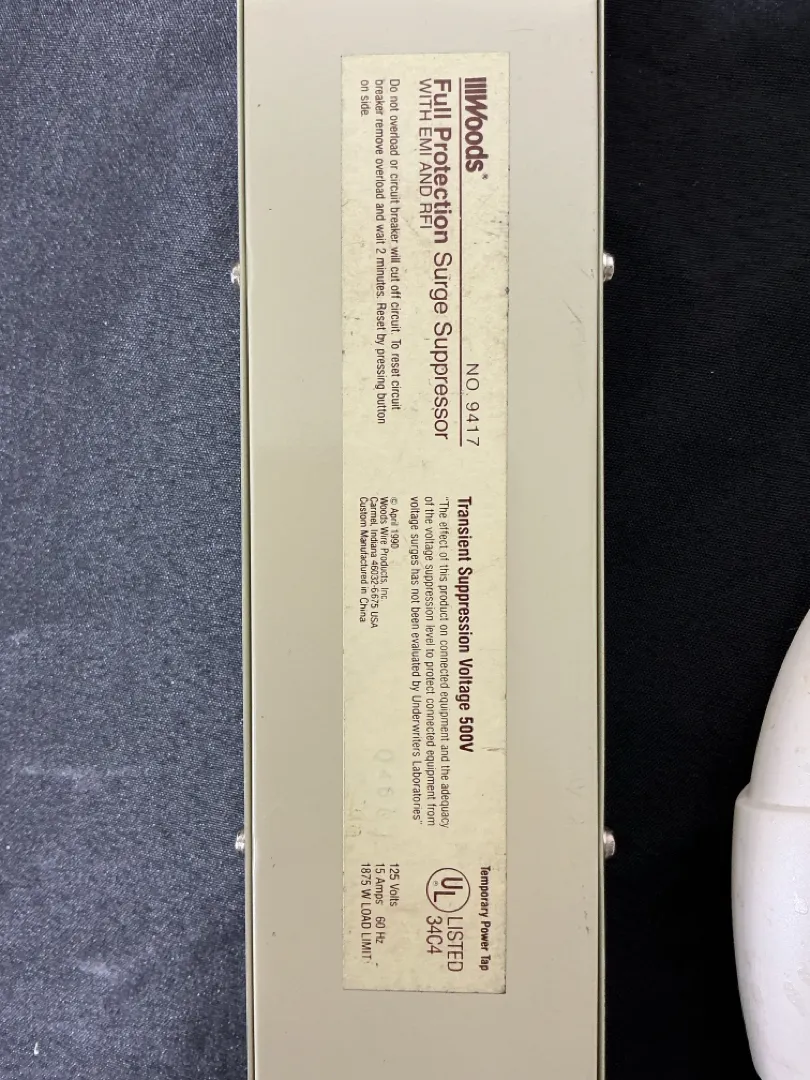 Woods®
NO. 9417
Full Protection Surge Suppressor
WITH EMI AND RFI
Do not overload or circuit breaker will cut off circuit. To reset circuit
breaker remove overload and wait 2 minutes. Reset by pressing button
on side.
Transient Suppression Voltage 500V
"The effect of this product on connected equipment and the adequacy
of the voltage suppression level to protect connected equipment from
voltage surges has not been evaluated by Underwriters Laboratories"
© April 1990
Woods Wire Products, Inc.
Carmel, Indiana 46032-6675 USA
Custom Manufactured in China
Temporary Power Tap
UL® LISTED
34C4
125 Volts
15 Amps 60 Hz
1875 W LOAD LIMIT